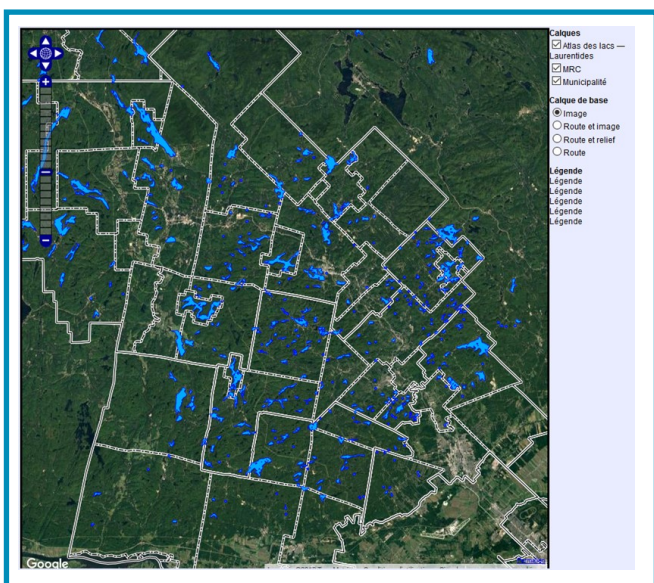 Calques
Atlas des lacs —
Laurentides
MRC
Municipalité
Calque de base
Image
Route et image
Route et relief
Route
Légende
Légende
Légende
Légende
Légende
Légende
Google